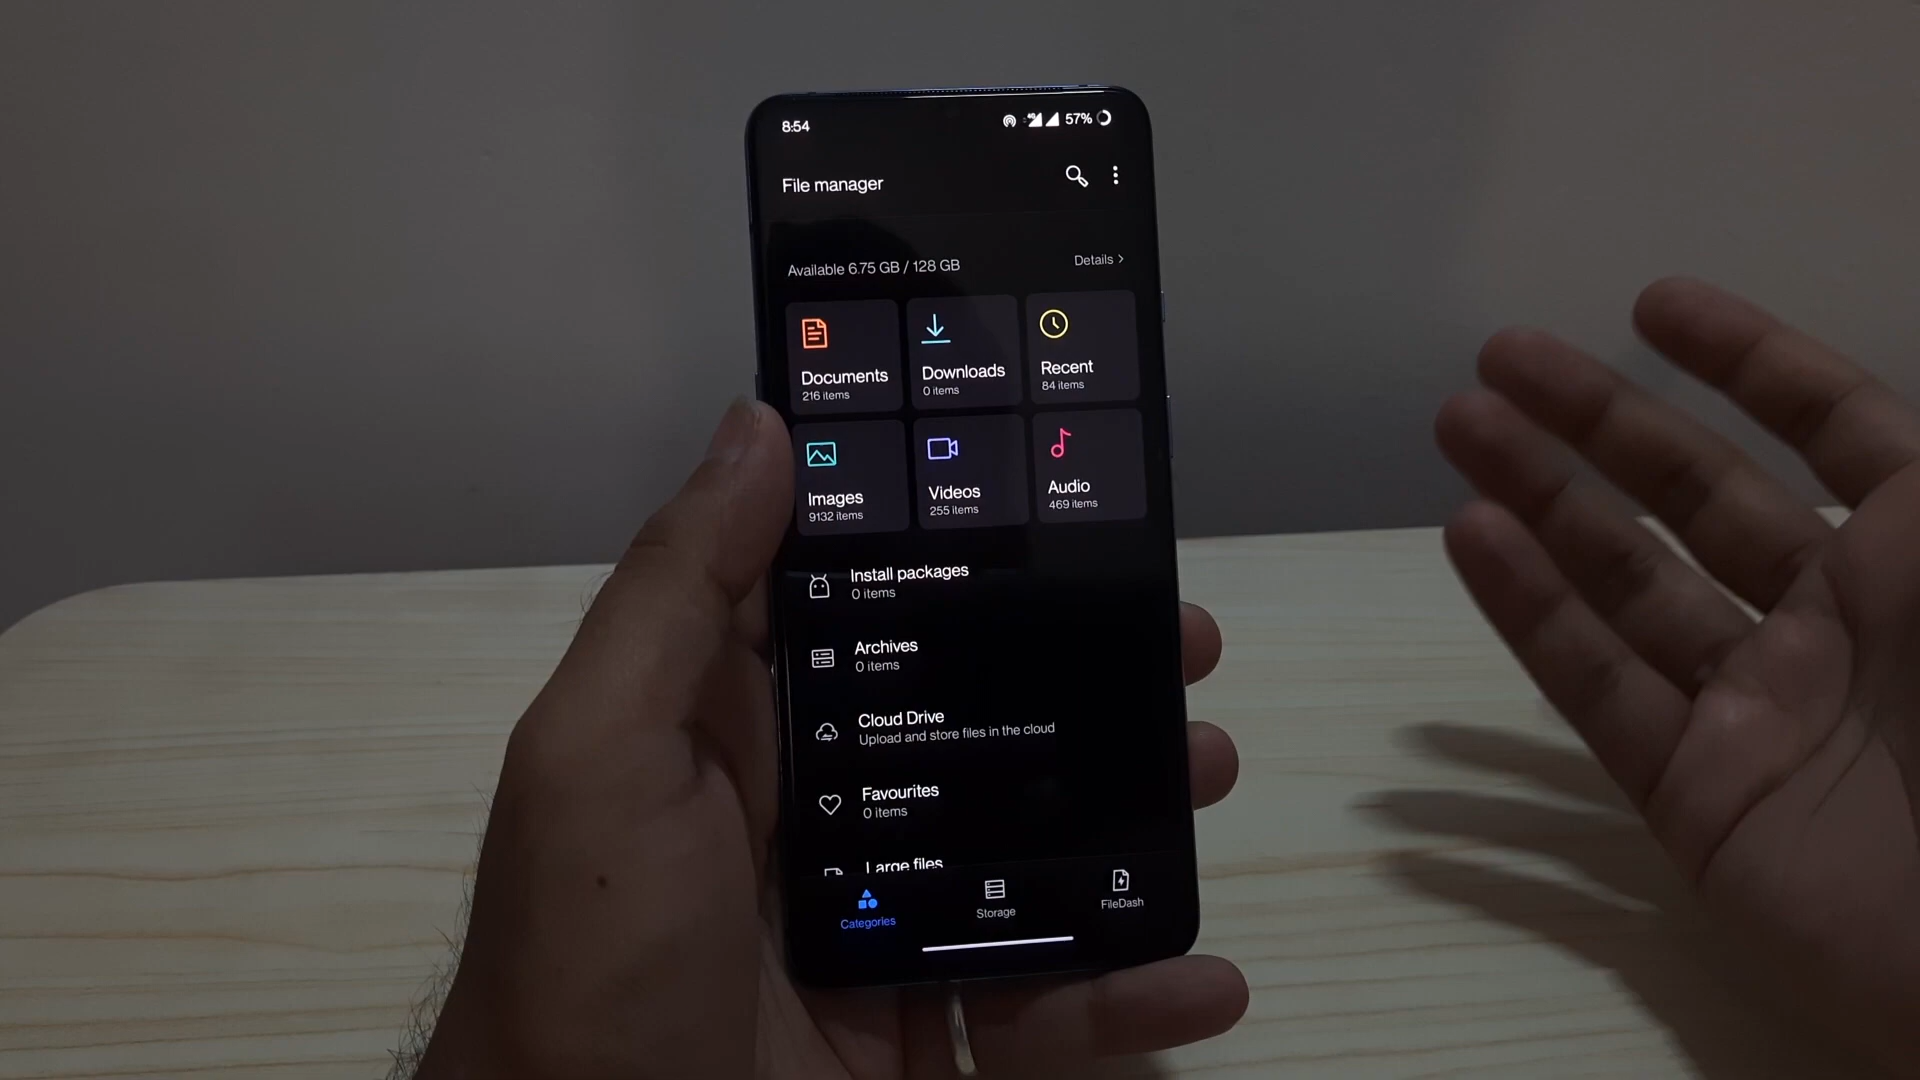 8:54
4G
57%
File manager
Available 6.75 GB / 128 GB
Details >
Documents
216 items
Downloads
0 items
Recent
84 items
Images
9132 items
Videos
255 items
Audio
469 items
Install packages
0 items
Archives
0 items
Cloud Drive
Upload and store files in the cloud
Favourites
0 items
Large files
Categories
Storage
FileDash